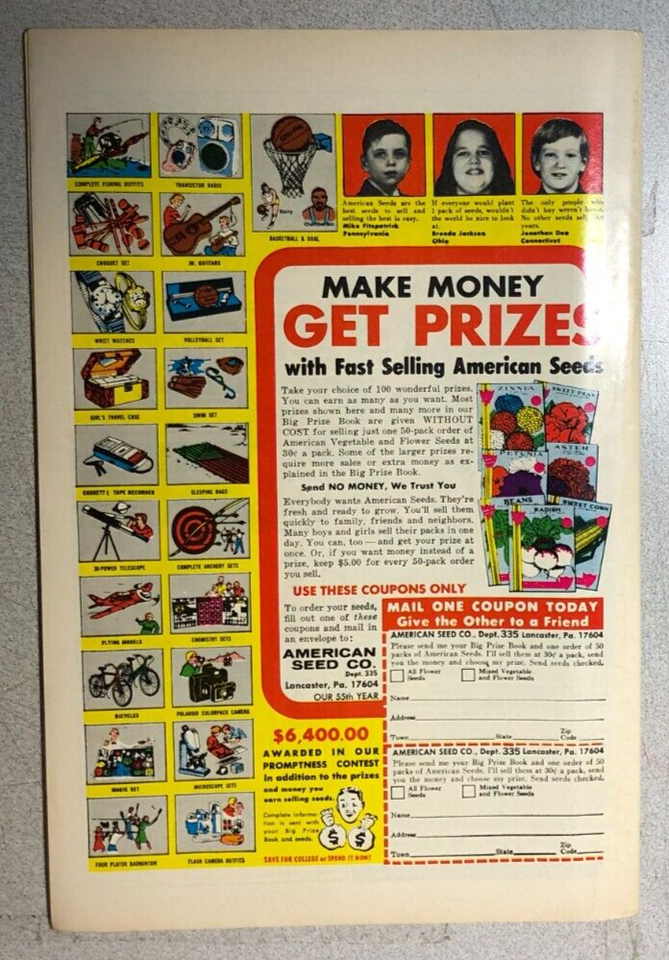 COMPLETE FISHING OUTFITS
TRANSISTOR RADIO
CROQUET SET
JR. GUITARS
WRIST WATCHES
VOLLEYBALL SET
GIRL'S TRAVEL CASE
SWIM SET
CASSETTE TAPE RECORDER
SLEEPING BAGS
30-POWER TELESCOPE
COMPLETE ARCHERY SETS
FLYING MODELS
CHEMISTRY SETS
BICYCLES
POLAROID COLORPACK CAMERA
MAGIC SET
MICROSCOPE SETS
FOUR PLAYER BADMINTON
FLASH CAMERA OUTFITS
BASKETBALL & GOAL
American Seeds are the
best seeds to sell and
selling the best is easy.
Mike Fitzpatrick
Pennsylvania
If everyone would plant
1 pack of seeds, wouldn't
the world be nice to look
at.
Brenda Jackson
Ohio
The only people who
didn't buy weren't
No other seeds sell
years.
Jonathan Doe
Connecticut
MAKE MONEY
GET PRIZES
with Fast Selling American Seeds
Take your choice of 100 wonderful prizes.
You can earn as many as you want. Most
prizes shown here and many more in our
Big Prize Book are given WITHOUT
COST for selling just one 50-pack order of
American Vegetable and Flower Seeds at
30¢ a pack. Some of the larger prizes re-
quire more sales or extra money as ex-
plained in the Big Prize Book.
Send NO MONEY, We Trust You
Everybody wants American Seeds. They're
fresh and ready to grow. You'll sell them
quickly to family, friends and neighbors.
Many boys and girls sell their packs in one
day. You can, too — and get your prize at
once. Or, if you want money instead of a
prize, keep $5.00 for every 50-pack order
you sell.
ZINNIA
SWEET PEAS
PETUNIA
ASTER
BEANS
RADISH
SWEET CORN
USE THESE COUPONS ONLY
To order your seeds,
fill out one of these
coupons and mail in
an envelope to:
AMERICAN
SEED CO.
Dept. 335
Lancaster, Pa. 17604
OUR 55th YEAR
MAIL ONE COUPON TODAY
Give the Other to a Friend
AMERICAN SEED CO., Dept. 335 Lancaster, Pa. 17604
Please send me your Big Prize Book and one order of 50
packs of American Seeds. I'll sell them at 30¢ a pack, send
you the money and choose my prize. Send seeds checked.
All Flower
Seeds
Mixed Vegetable
and Flower Seeds
Name
Address
Town State Zip Code
AMERICAN SEED CO., Dept. 335 Lancaster, Pa. 17604
Please send me your Big Prize Book and one order of 50
packs of American Seeds. I'll sell them at 30¢ a pack, send
you the money and choose my prize. Send seeds checked.
All Flower
Seeds
Mixed Vegetable
and Flower Seeds
Name
Address
Town State Zip Code
$6,400.00
AWARDED IN OUR
PROMPTNESS CONTEST
in addition to the prizes
and money you
earn selling seeds.
Complete informa-
tion is sent with
your Big Prize
Book and seeds.
$ $
SAVE FOR COLLEGE or SPEND IT NOW!